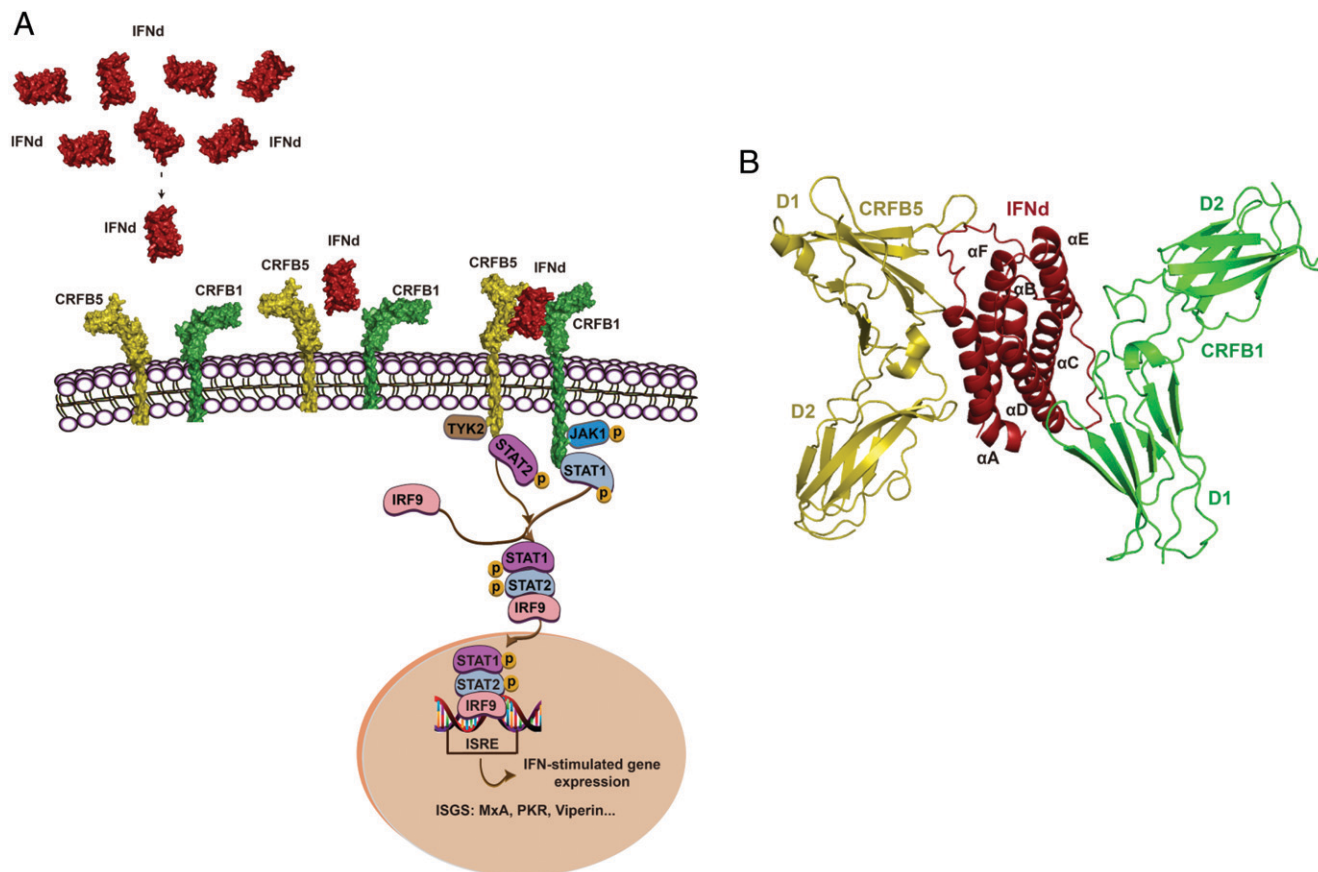 A
IFNd
IFNd
IFNd
IFNd
IFNd
CRFB5
CRFB1
CRFB5
CRFB1
CRFB5
IFNd
CRFB1
TYK2
JAK1
p
STAT2
p
STAT1
p
IRF9
STAT1
p
STAT2
p
IRF9
STAT1
p
STAT2
p
IRF9
ISRE
IFN-stimulated gene
expression
ISGS: MxA, PKR, Viperin...
B
D1
CRFB5
IFNd
D2
αF
αE
αB
αC
CRFB1
D2
αD
αA
D1